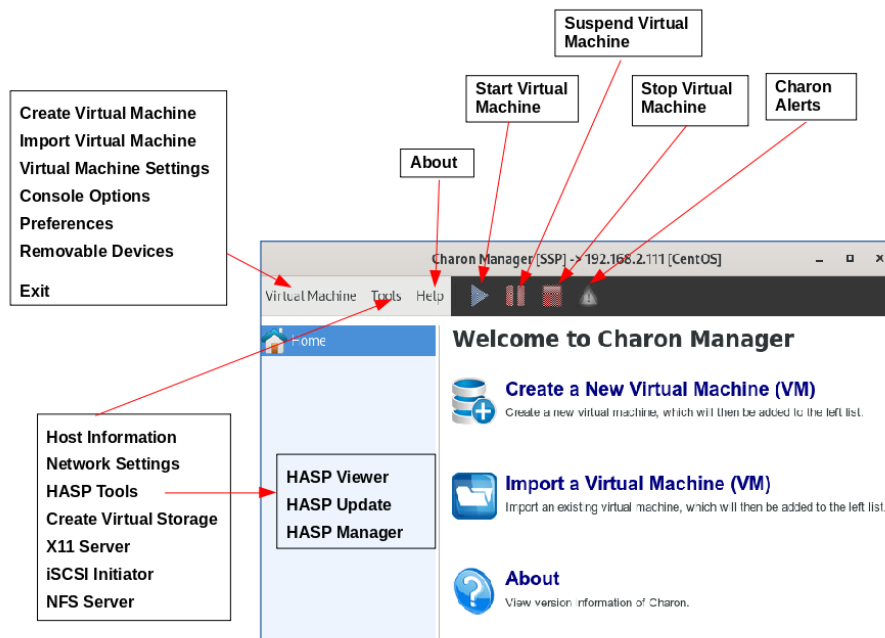 Suspend Virtual
Machine
Start Virtual
Machine
Stop Virtual
Machine
Charon
Alerts
About
Create Virtual Machine
Import Virtual Machine
Virtual Machine Settings
Console Options
Preferences
Removable Devices
Exit
Charon Manager [SSP] -> 192.168.2.111 [CentOS]
Virtual Machine Tools Help
Home
Welcome to Charon Manager
Create a New Virtual Machine (VM)
Create a new virtual machine, which will then be added to the left list.
Import a Virtual Machine (VM)
Import an existing virtual machine, which will then be added to the left list.
About
View version information of Charon.
Host Information
Network Settings
HASP Tools
Create Virtual Storage
X11 Server
iSCSI Initiator
NFS Server
HASP Viewer
HASP Update
HASP Manager